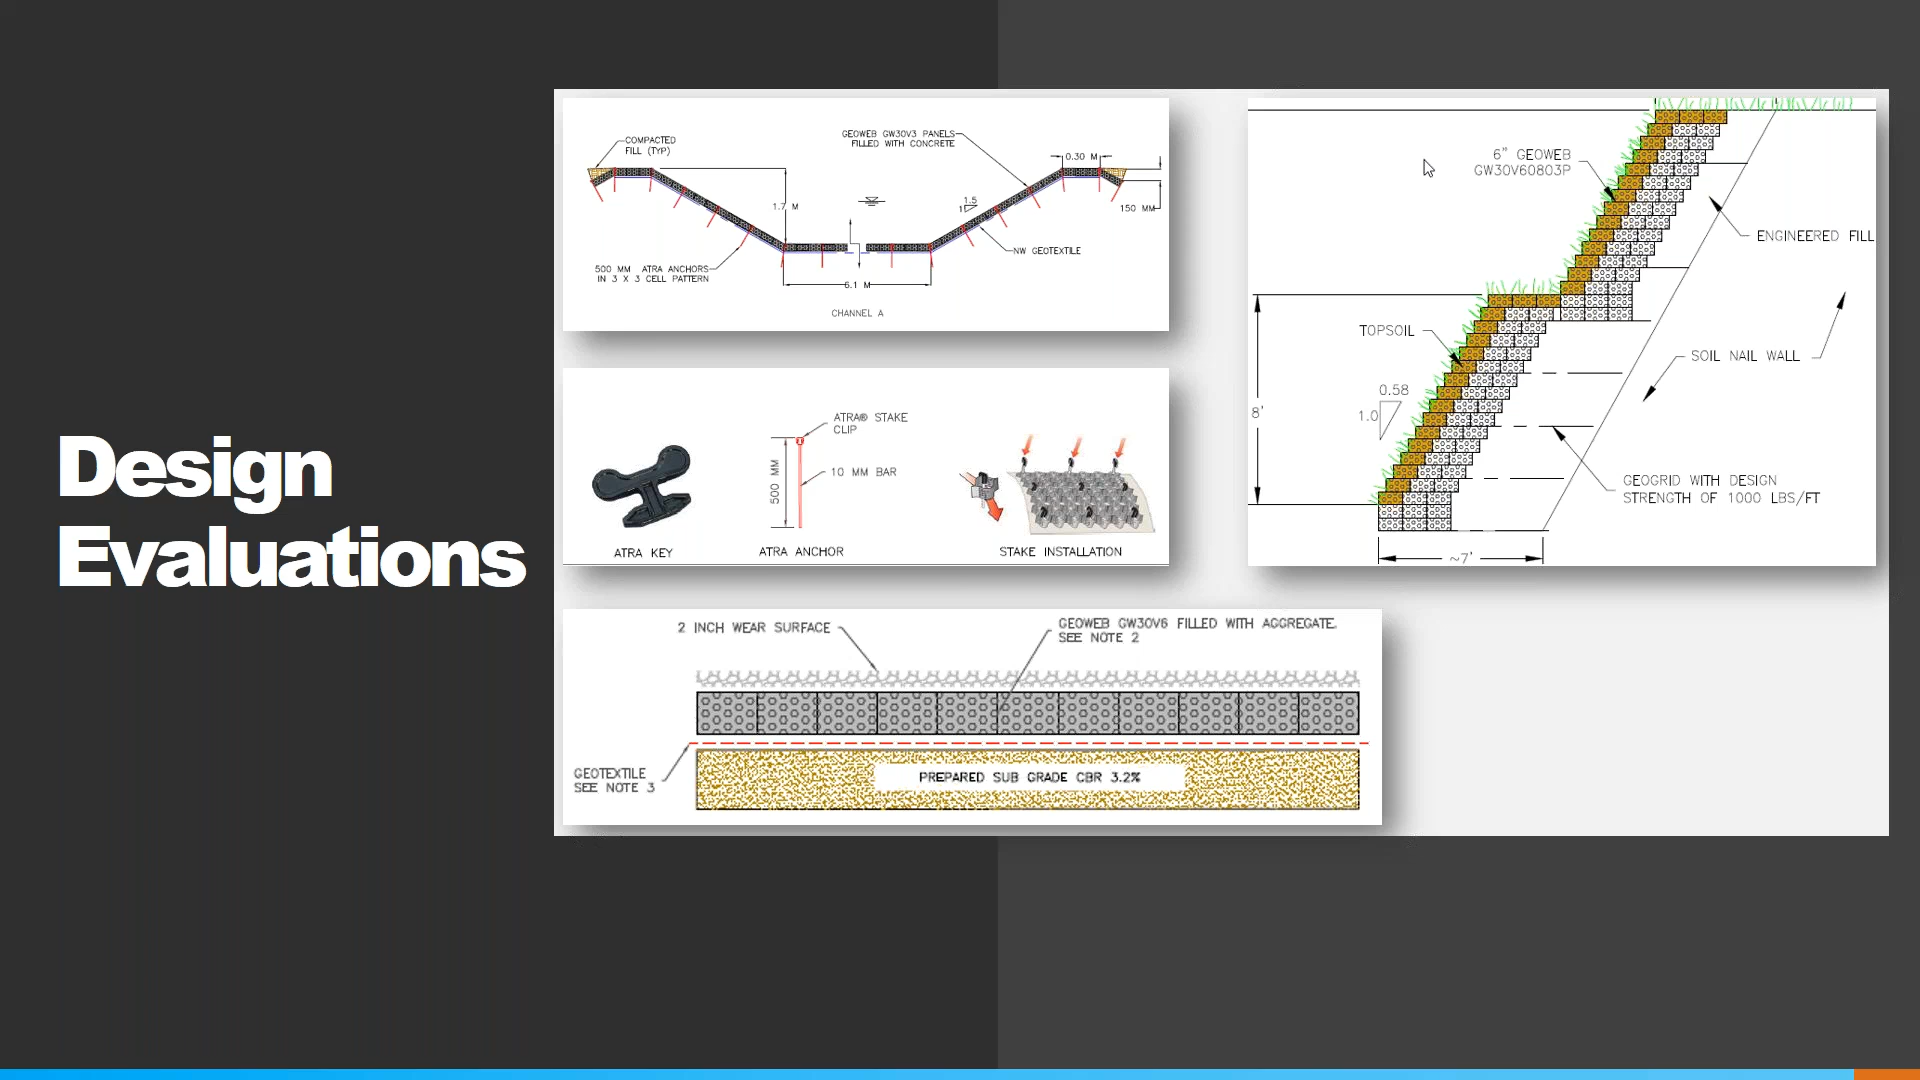 Design
Evaluations
COMPACTED
FILL (TYP)
GEOWEB GW30V3 PANELS
FILLED WITH CONCRETE
0.30 M
1.7 M
1.5
1
150 MM
NW GEOTEXTILE
500 MM ATRA ANCHORS
IN 3 X 3 CELL PATTERN
6.1 M
CHANNEL A
ATRA® STAKE
CLIP
500 MM
10 MM BAR
ATRA KEY
ATRA ANCHOR
STAKE INSTALLATION
2 INCH WEAR SURFACE
GEOWEB GW30V6 FILLED WITH AGGREGATE.
SEE NOTE 2
GEOTEXTILE
SEE NOTE 3
PREPARED SUB GRADE CBR 3.2%
6" GEOWEB
GW30V60803P
ENGINEERED FILL
TOPSOIL
SOIL NAIL WALL
0.58
1.0
8'
GEOGRID WITH DESIGN
STRENGTH OF 1000 LBS/FT
~7'